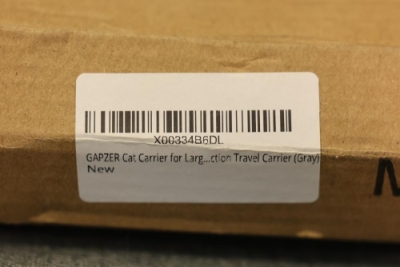 X00334B6DL
GAPZER Cat Carrier for Larg...ction Travel Carrier (Gray)
New
M